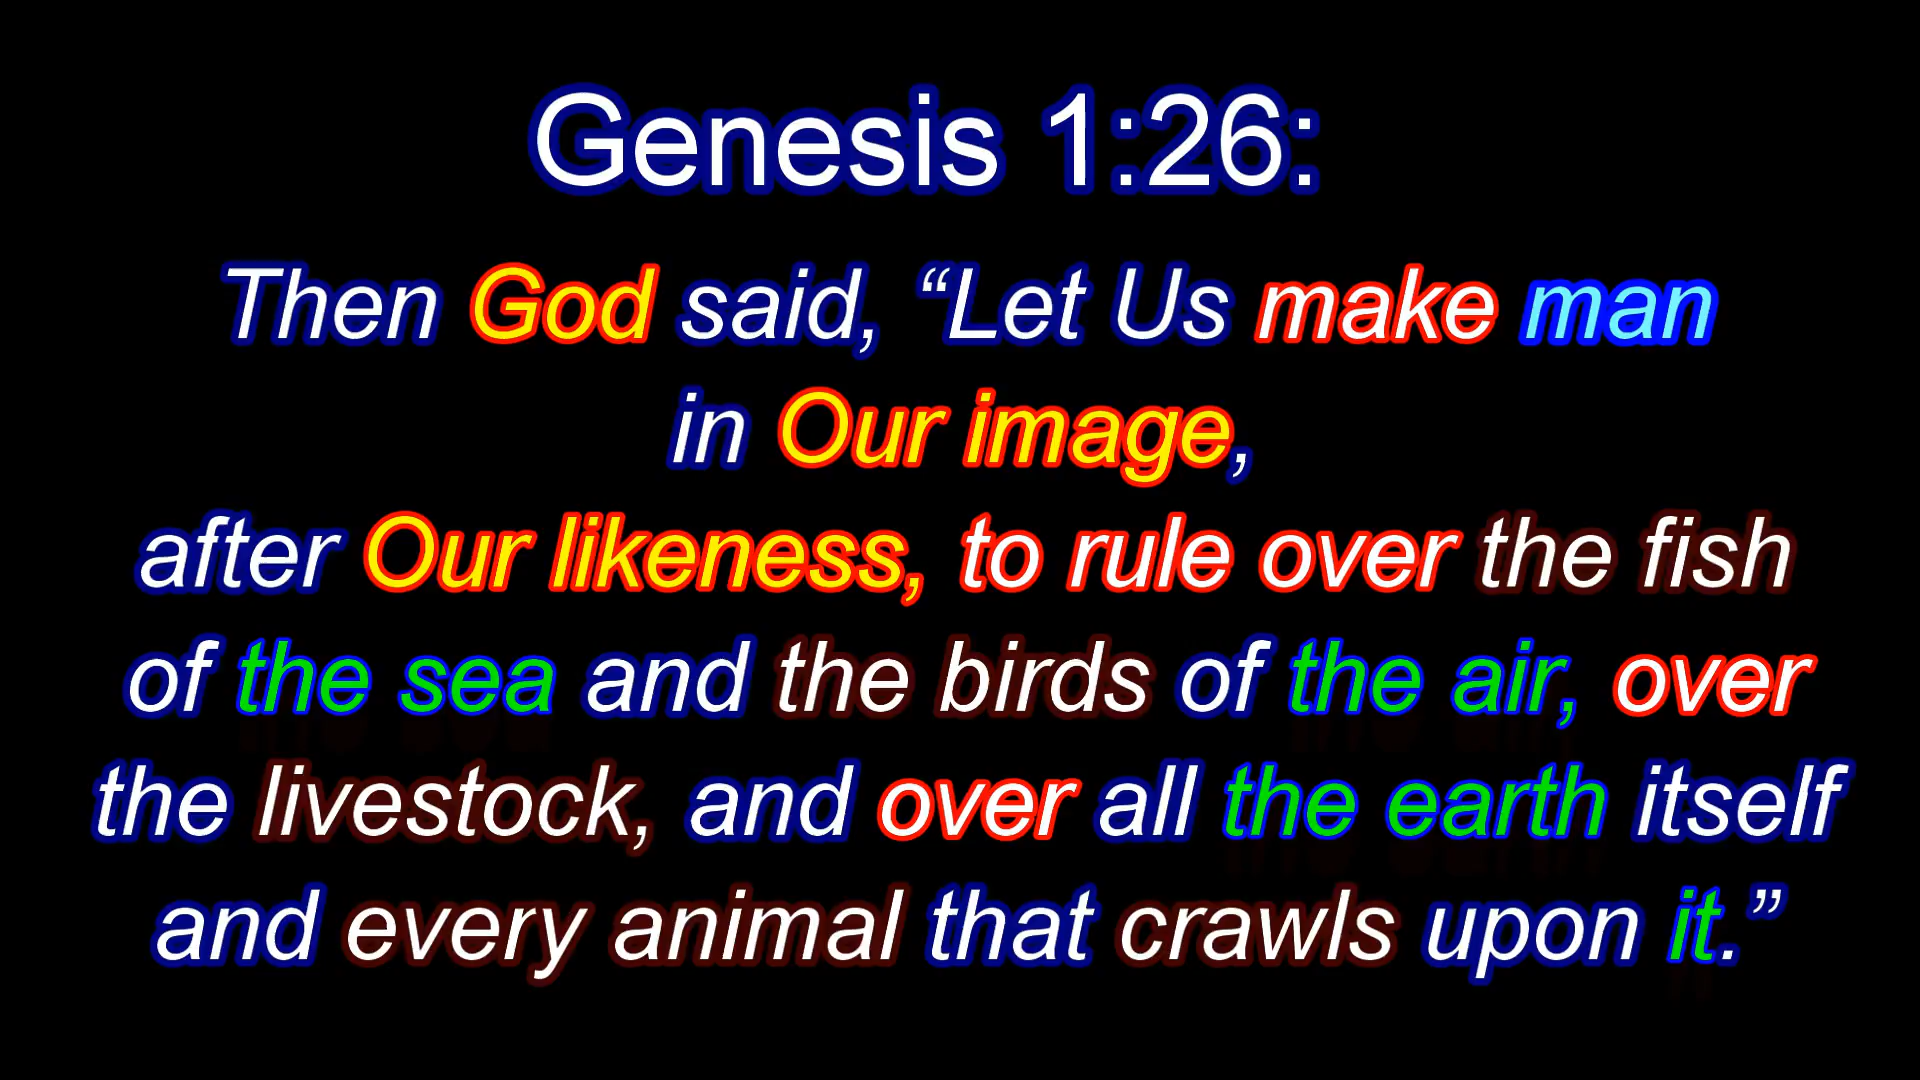 Genesis 1:26:
Then God said, “Let Us make man
in Our image,
after Our likeness, to rule over the fish
of the sea and the birds of the air, over
the livestock, and over all the earth itself
and every animal that crawls upon it.”